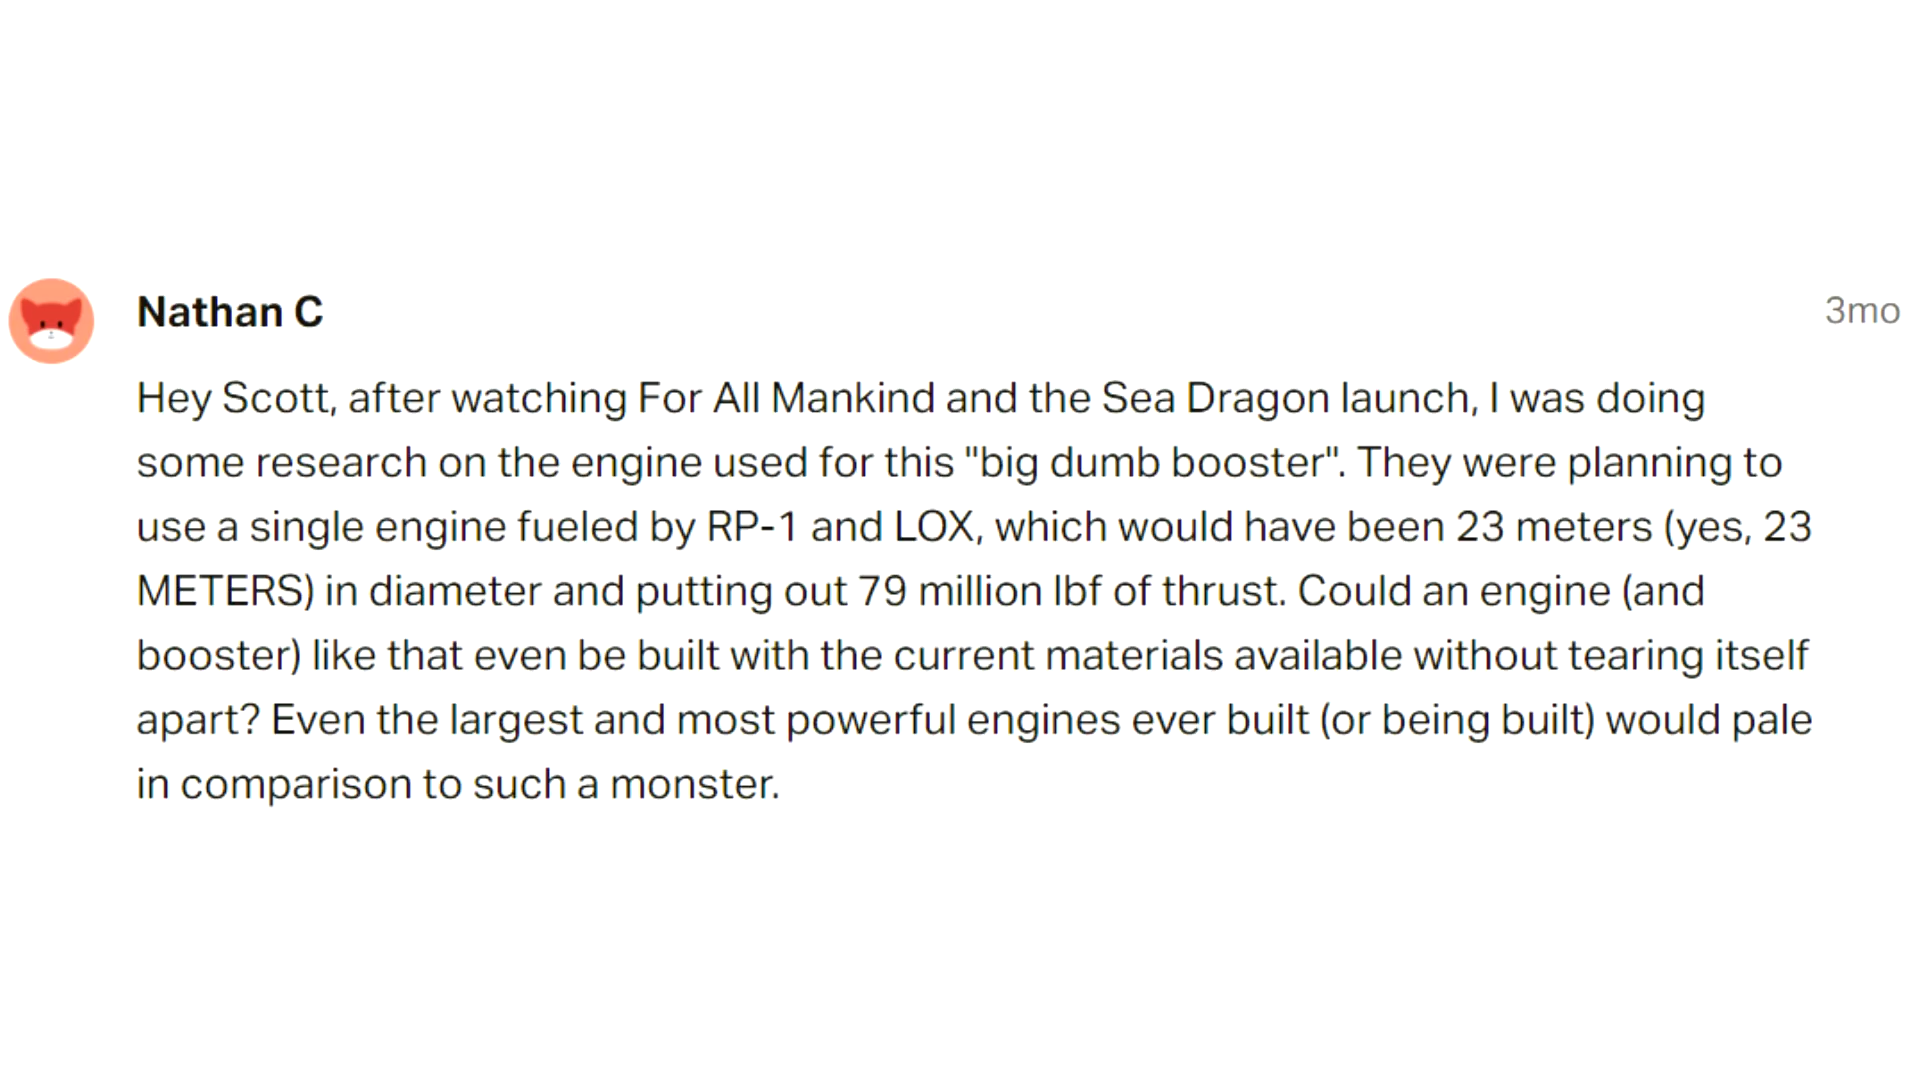 Nathan C
3mo
Hey Scott, after watching For All Mankind and the Sea Dragon launch, I was doing
some research on the engine used for this "big dumb booster". They were planning to
use a single engine fueled by RP-1 and LOX, which would have been 23 meters (yes, 23
METERS) in diameter and putting out 79 million lbf of thrust. Could an engine (and
booster) like that even be built with the current materials available without tearing itself
apart? Even the largest and most powerful engines ever built (or being built) would pale
in comparison to such a monster.